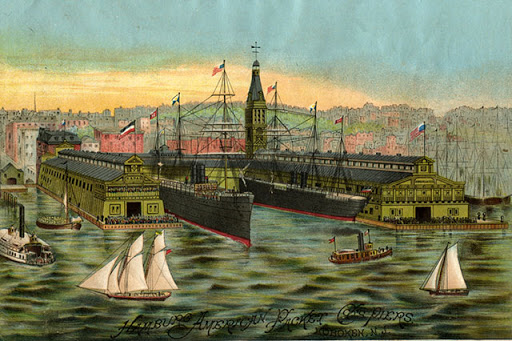 HAMBURG AMERICAN PACKET CO'S PIERS.
HOBOKEN, N.J.